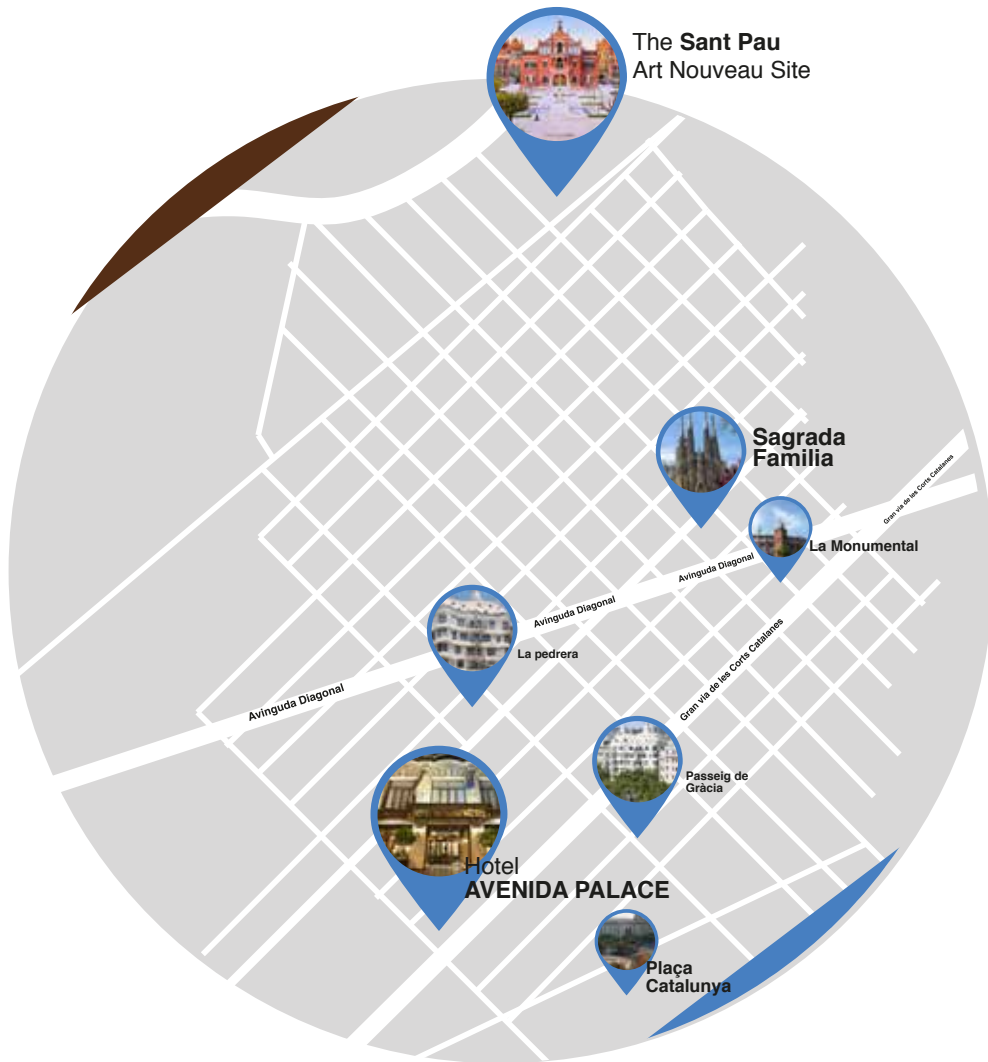 The Sant Pau
Art Nouveau Site
Sagrada
Familia
Gran via de les Corts Catalanes
La Monumental
Avinguda Diagonal
Avinguda Diagonal
La pedrera
Gran via de les Corts Catalanes
Avinguda Diagonal
Passeig de
Gràcia
Hotel
AVENIDA PALACE
Plaça
Catalunya